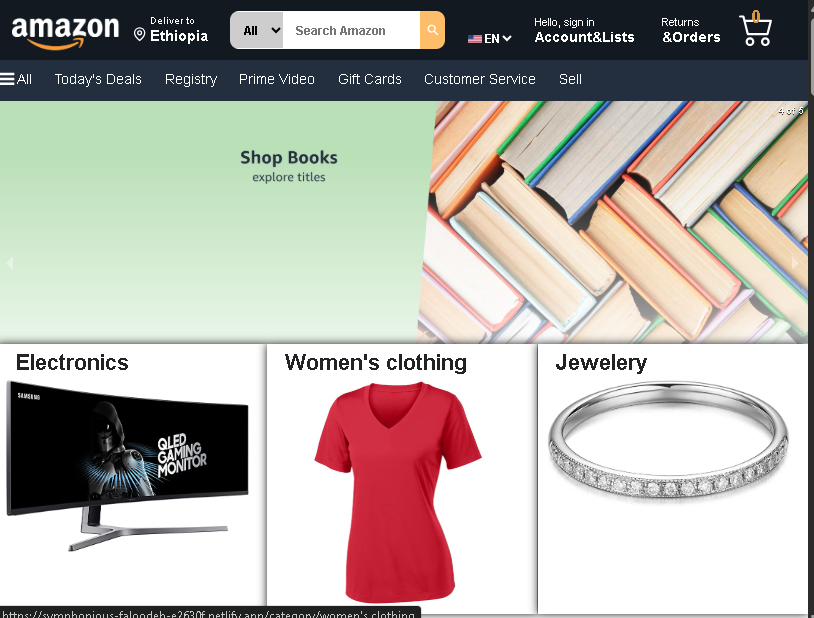 amazon
Deliver to
Ethiopia
All
Search Amazon
EN
Hello, sign in
Account&Lists
Returns
&Orders
0
All
Today's Deals
Registry
Prime Video
Gift Cards
Customer Service
Sell
4 of 5
Shop Books
explore titles
Electronics
Women's clothing
Jewelery
SAMSUNG
QLED
GAMING
MONITOR
https://symphonious-faloodeh-e2630f.netlify.app/category/women's clothing